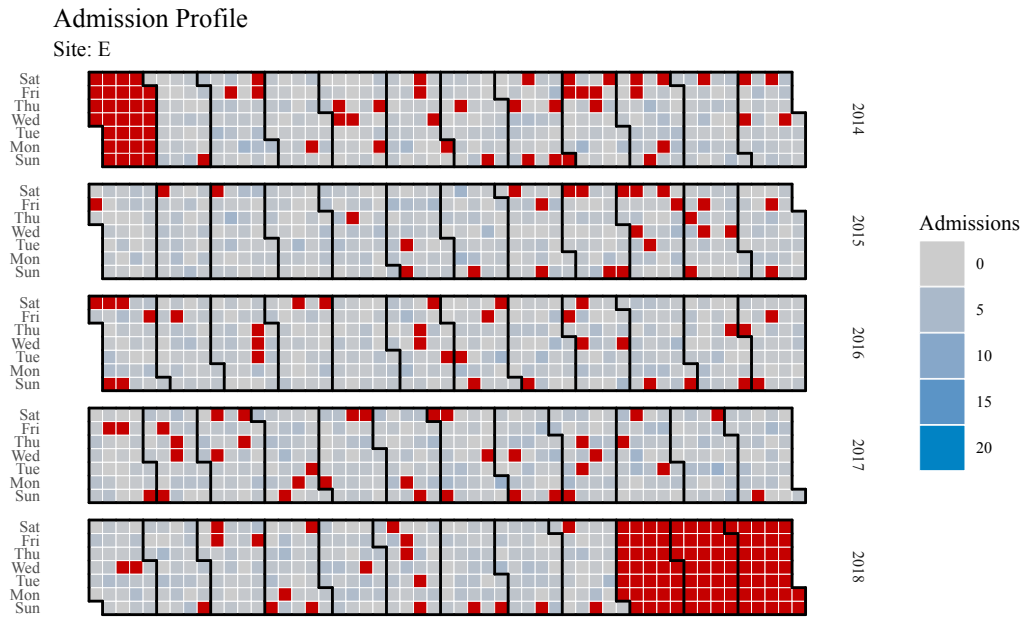 Admission Profile
Site: E
Sat
Fri
Thu
Wed
Tue
Mon
Sun
2014
Sat
Fri
Thu
Wed
Tue
Mon
Sun
2015
Sat
Fri
Thu
Wed
Tue
Mon
Sun
2016
Sat
Fri
Thu
Wed
Tue
Mon
Sun
2017
Sat
Fri
Thu
Wed
Tue
Mon
Sun
2018
Admissions
0
5
10
15
20